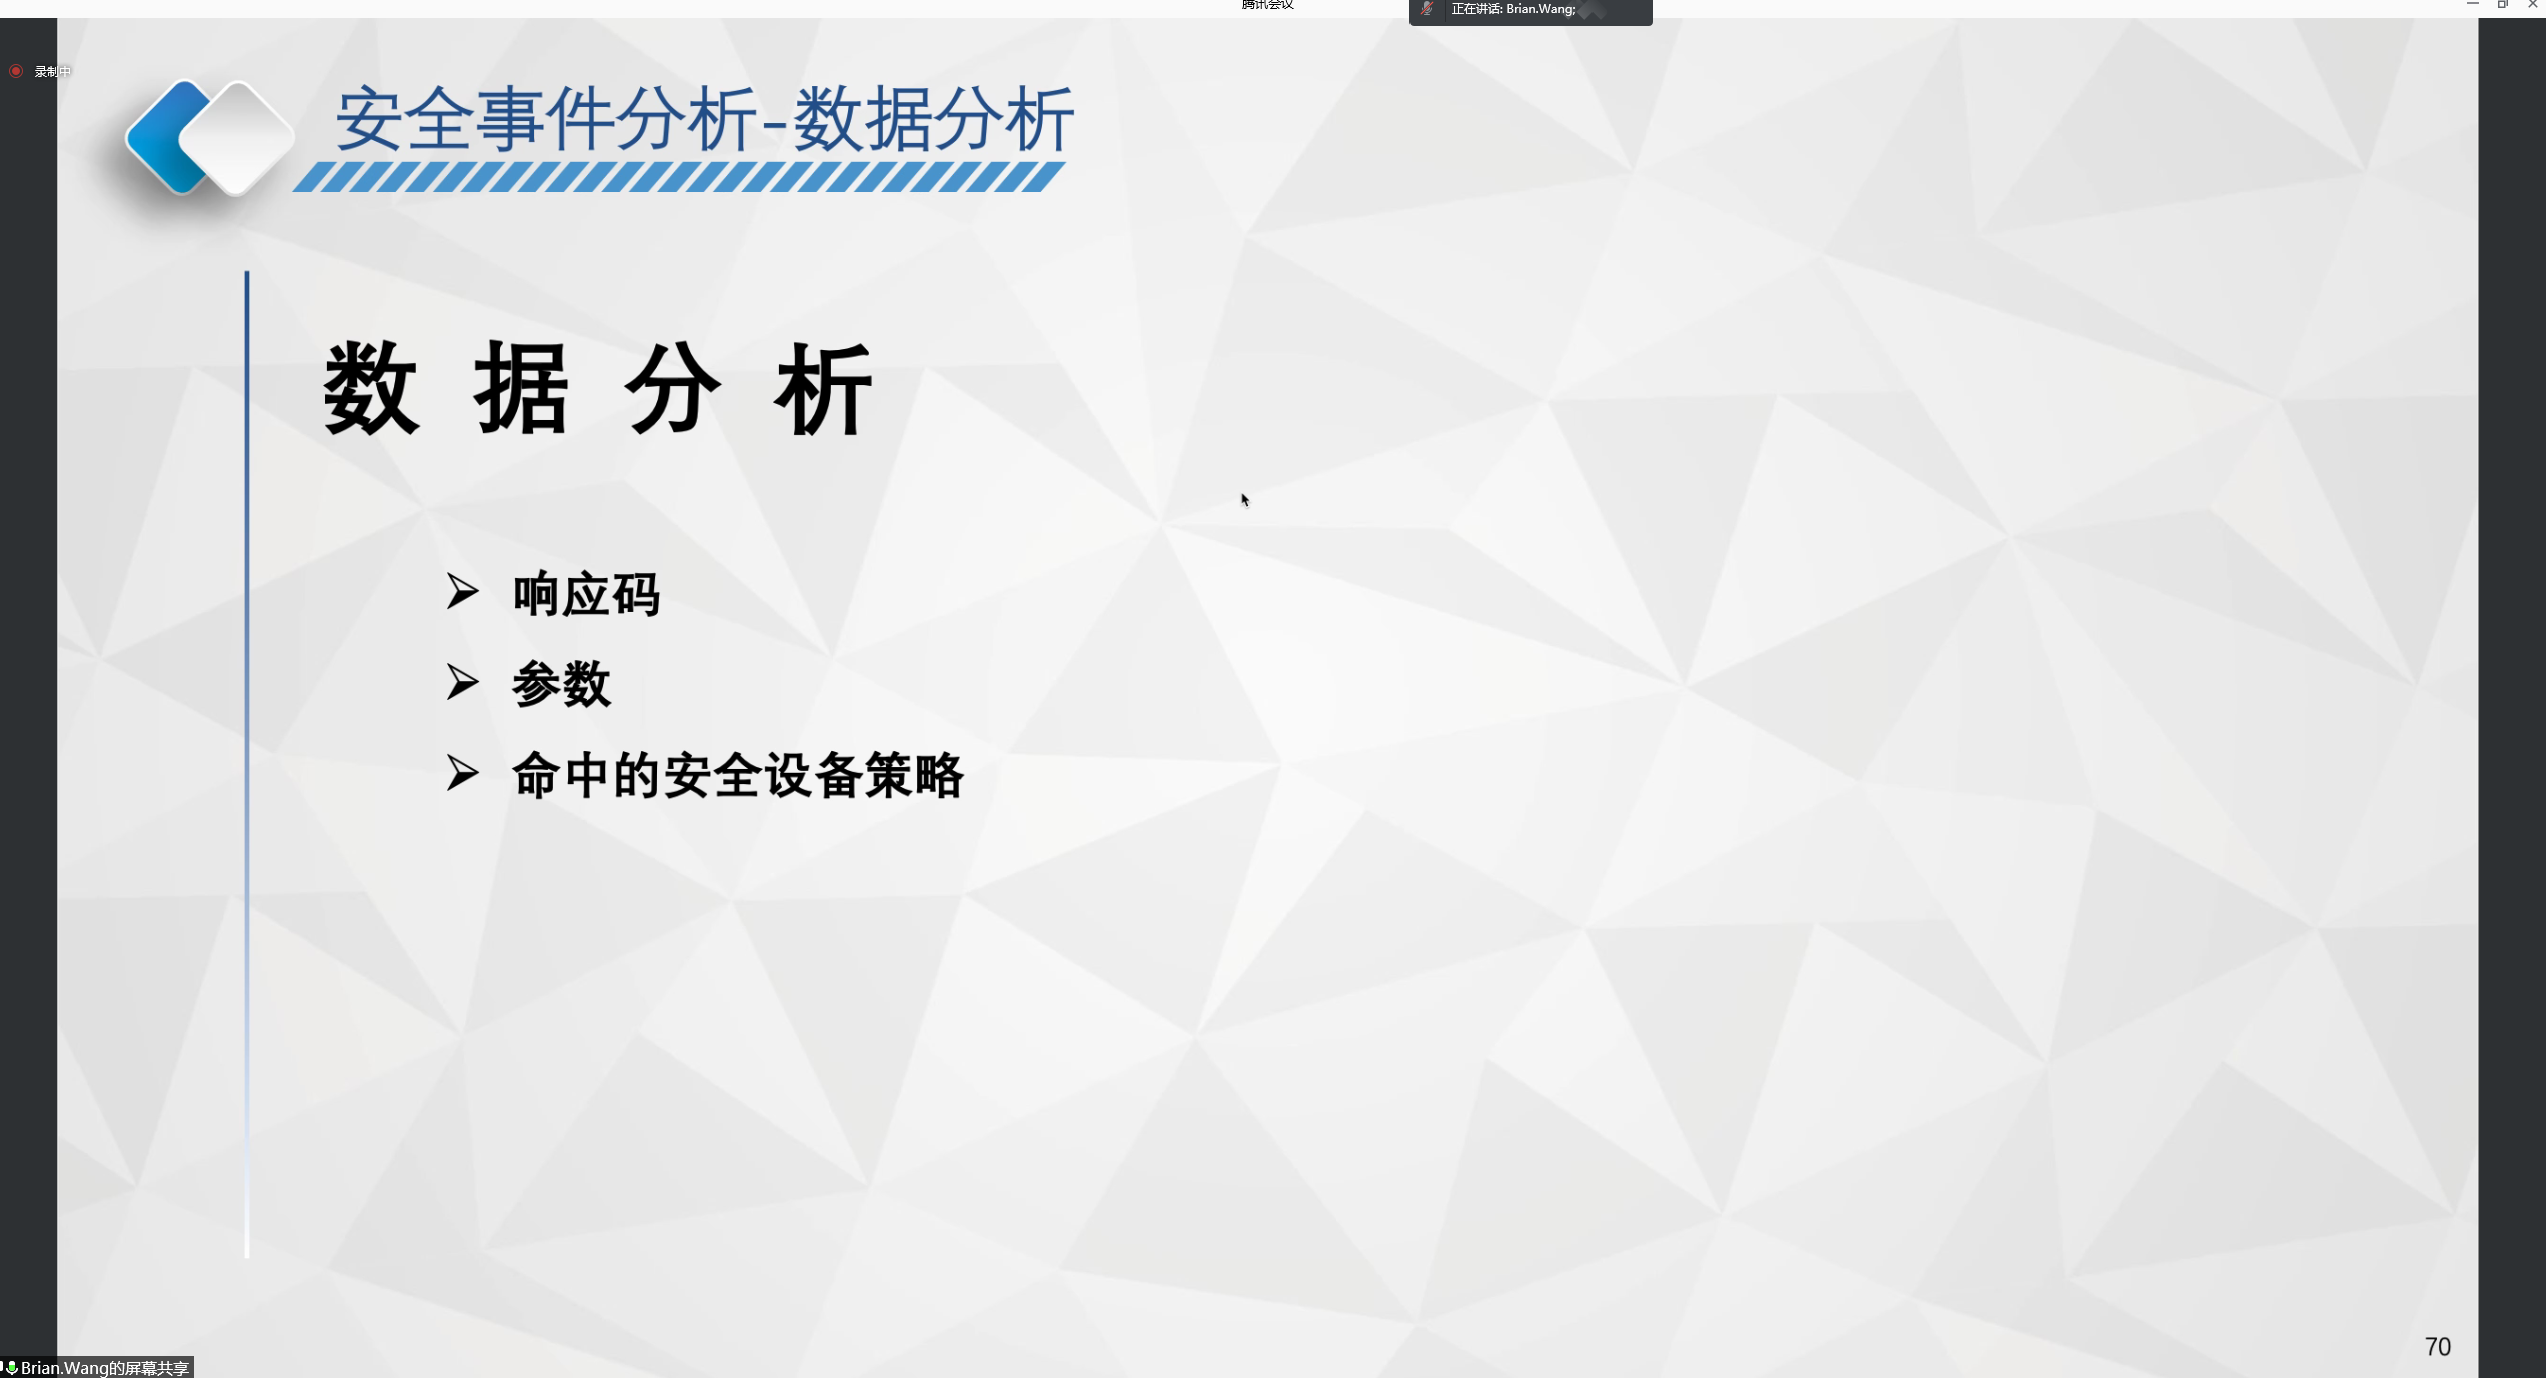 腾讯会议
正在讲话: Brian.Wang;
录制中
安全事件分析-数据分析
数据分析
响应码
参数
命中的安全设备策略
70
Brian.Wang的屏幕共享